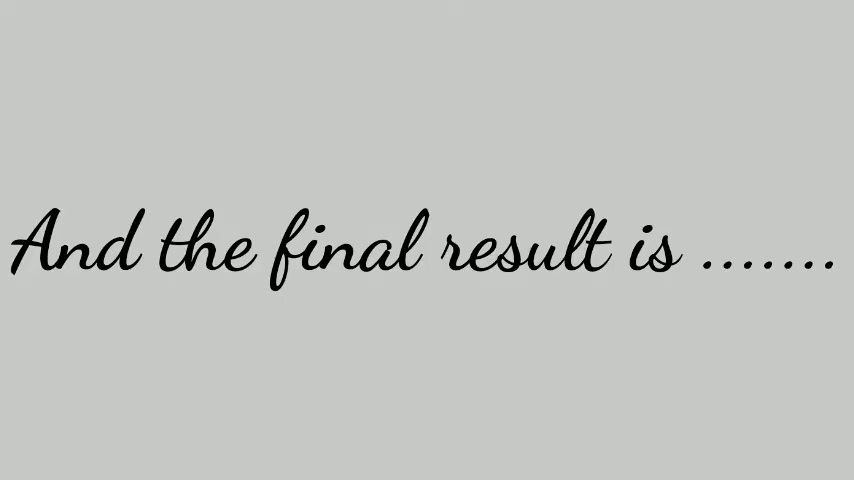 And the final result is .......